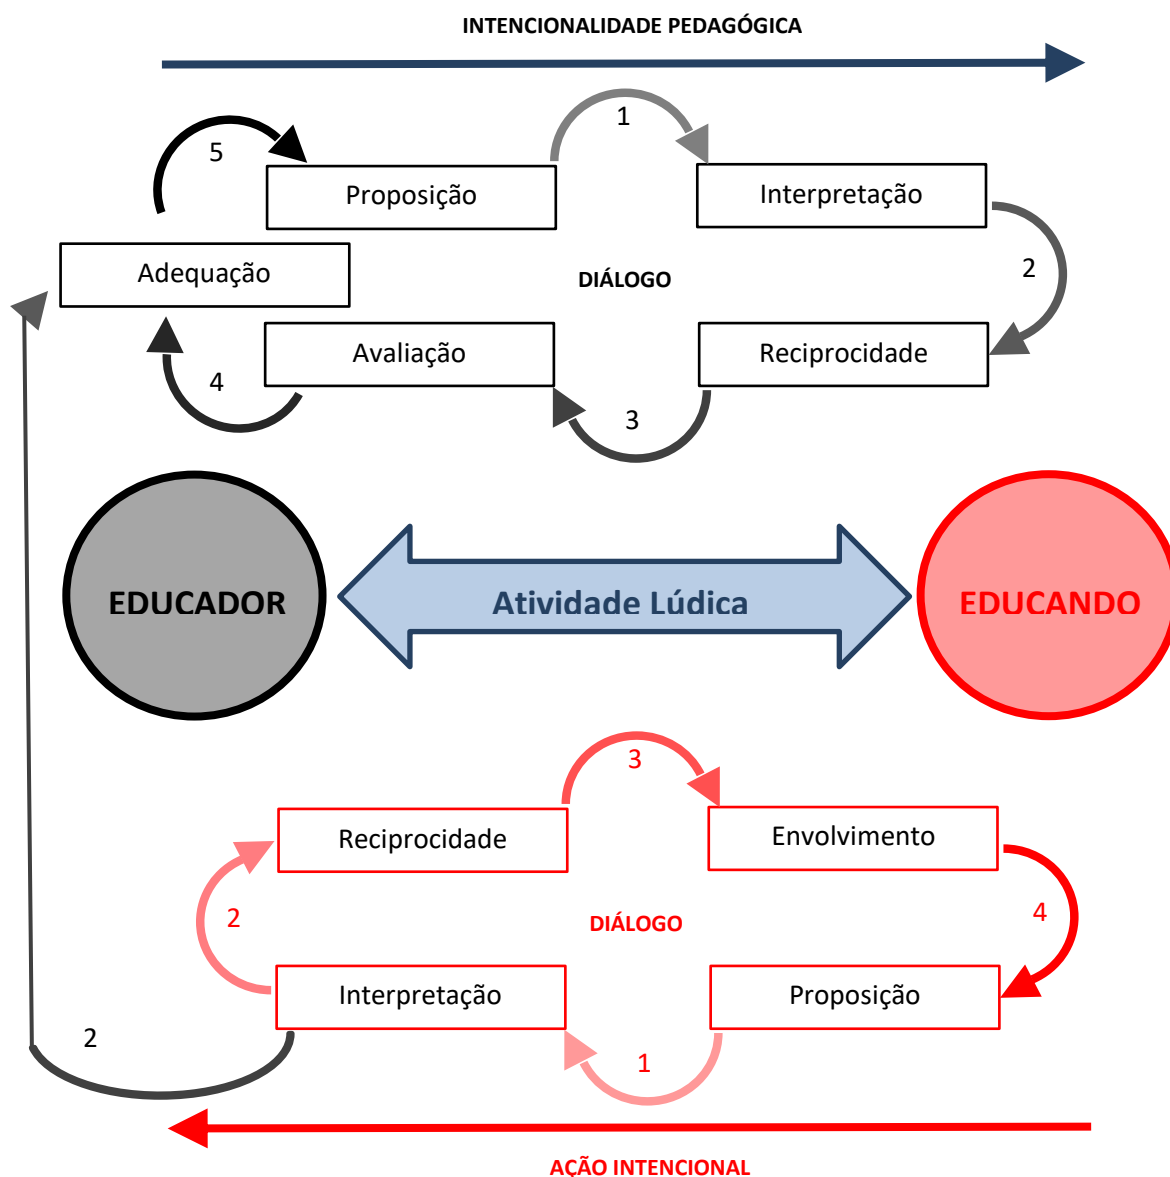 INTENCIONALIDADE PEDAGÓGICA
1
5
Proposição
Interpretação
2
Adequação
DIÁLOGO
Avaliação
Reciprocidade
4
3
EDUCADOR
Atividade Lúdica
EDUCANDO
3
Reciprocidade
Envolvimento
2
DIÁLOGO
4
Interpretação
Proposição
2
1
AÇÃO INTENCIONAL